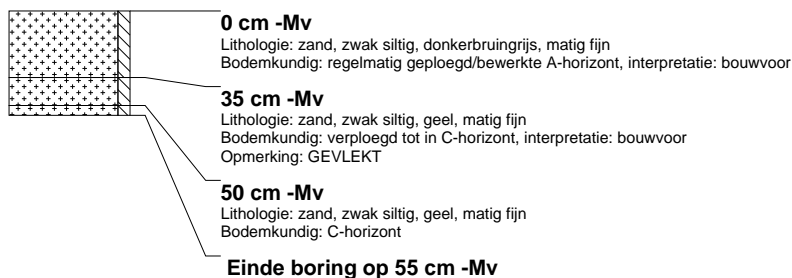 0 cm -Mv
Lithologie: zand, zwak siltig, donkerbruingrijs, matig fijn
Bodemkundig: regelmatig geploegd/bewerkte A-horizont, interpretatie: bouwvoor
35 cm -Mv
Lithologie: zand, zwak siltig, geel, matig fijn
Bodemkundig: verploegd tot in C-horizont, interpretatie: bouwvoor
Opmerking: GEVLEKT
50 cm -Mv
Lithologie: zand, zwak siltig, geel, matig fijn
Bodemkundig: C-horizont
Einde boring op 55 cm -Mv